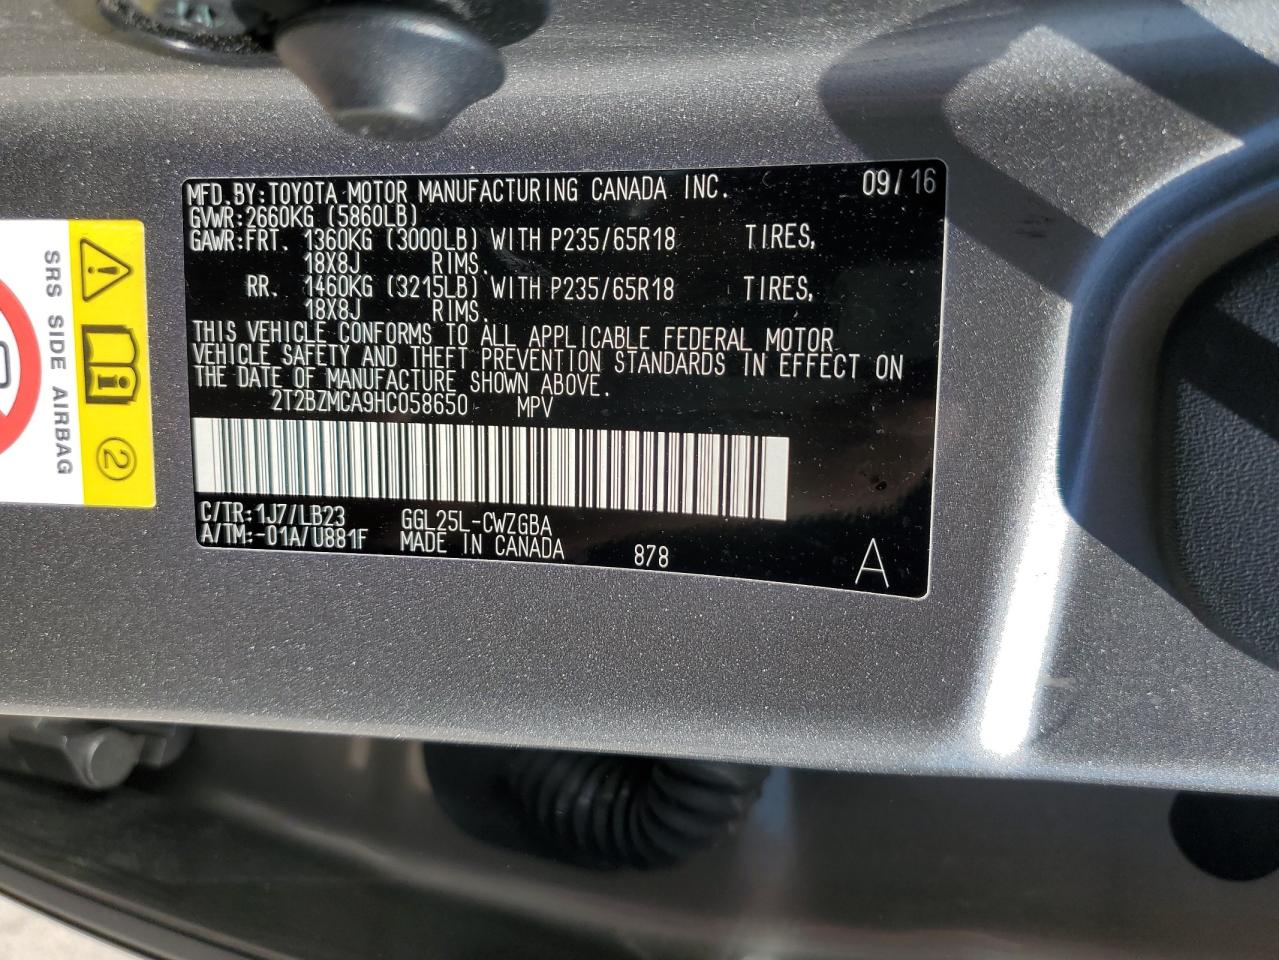 MFD. BY: TOYOTA MOTOR MANUFACTURING CANADA INC. 09/16
GVWR: 2660KG (5860LB)
GAWR: FRT. 1360KG (3000LB) WITH P235/65R18 TIRES,
18X8J RIMS.
RR. 1460KG (3215LB) WITH P235/65R18 TIRES,
18X8J RIMS.
THIS VEHICLE CONFORMS TO ALL APPLICABLE FEDERAL MOTOR
VEHICLE SAFETY AND THEFT PREVENTION STANDARDS IN EFFECT ON
THE DATE OF MANUFACTURE SHOWN ABOVE.
2T2BZMCA9HC058650 MPV
C/TR: 1J7/LB23 GGL25L-CWZGBA
A/TM: -01A/U881F MADE IN CANADA 878 A
SRS SIDE AIRBAG
2